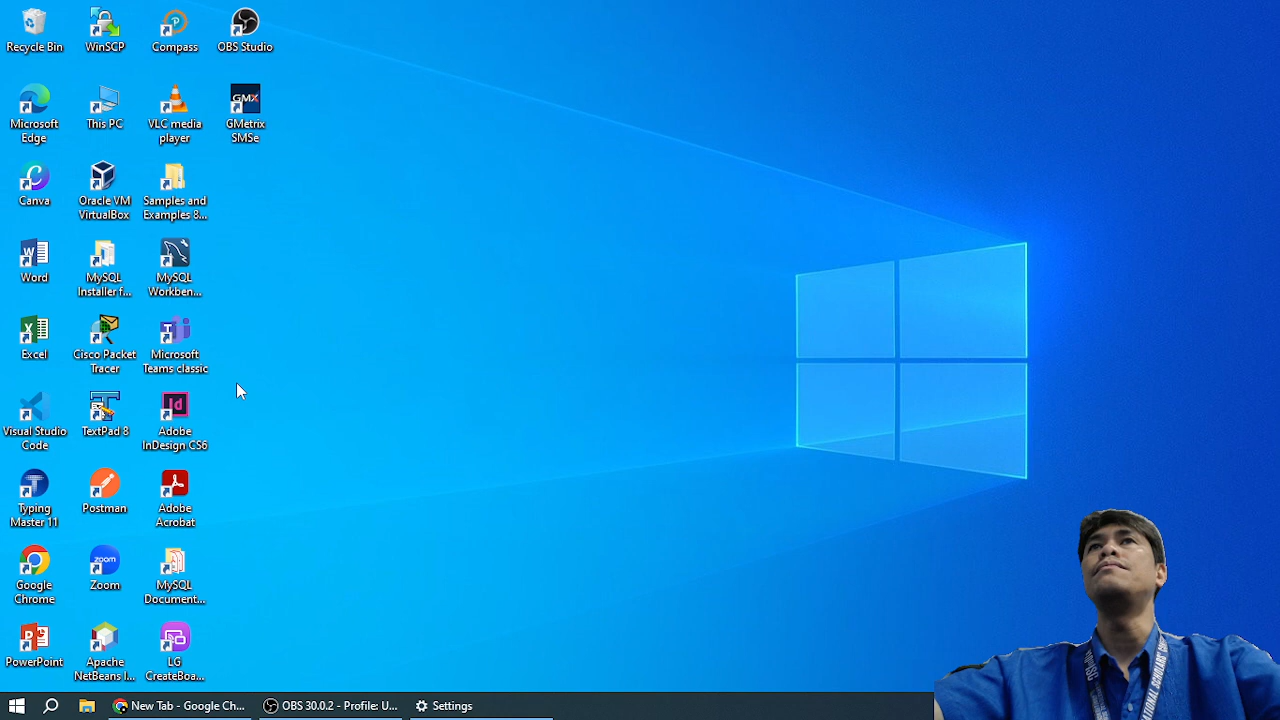 Recycle Bin
WinSCP
Compass
OBS Studio
Microsoft
Edge
This PC
VLC media
player
GMX
GMetrix
SMSe
Canva
Oracle VM
VirtualBox
Samples and
Examples 8...
Word
MySQL
Installer f...
MySQL
Workben...
Excel
Cisco Packet
Tracer
Microsoft
Teams classic
Visual Studio
Code
TextPad 8
Id
Adobe
InDesign CS6
Typing
Master 11
Postman
Adobe
Acrobat
Google
Chrome
zoom
Zoom
MySQL
Document...
PowerPoint
Apache
NetBeans I...
LG
CreateBoa...
New Tab - Google Ch...
OBS 30.0.2 - Profile: U...
Settings